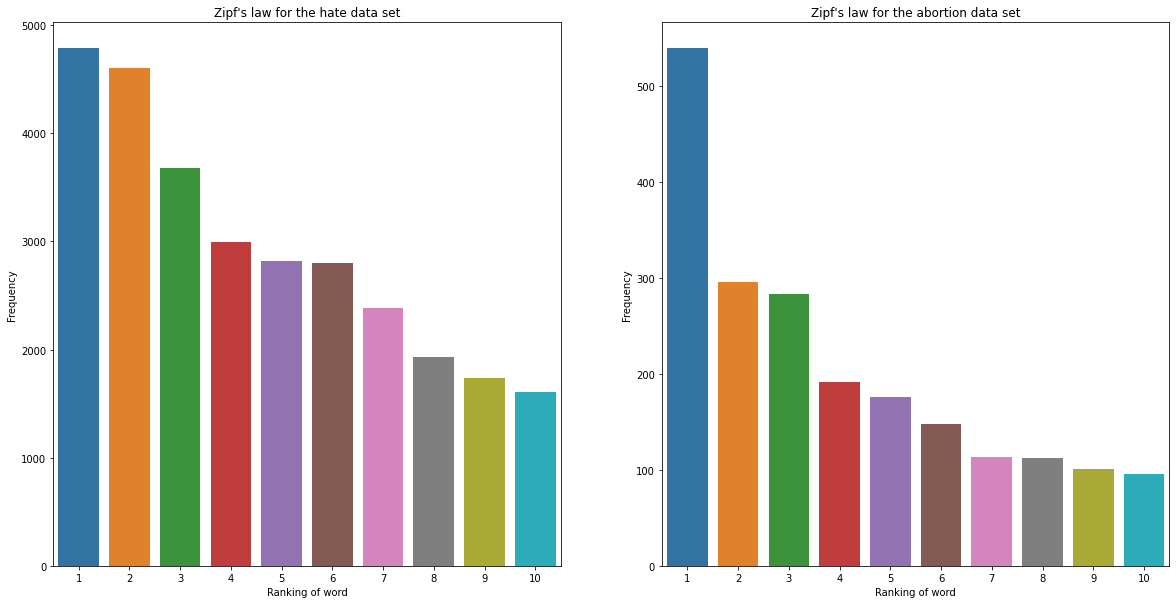 Zipf's law for the hate data set
5000
4000
3000
2000
1000
0
Frequency
1 2 3 4 5 6 7 8 9 10
Ranking of word
Zipf's law for the abortion data set
500
400
300
200
100
0
Frequency
1 2 3 4 5 6 7 8 9 10
Ranking of word